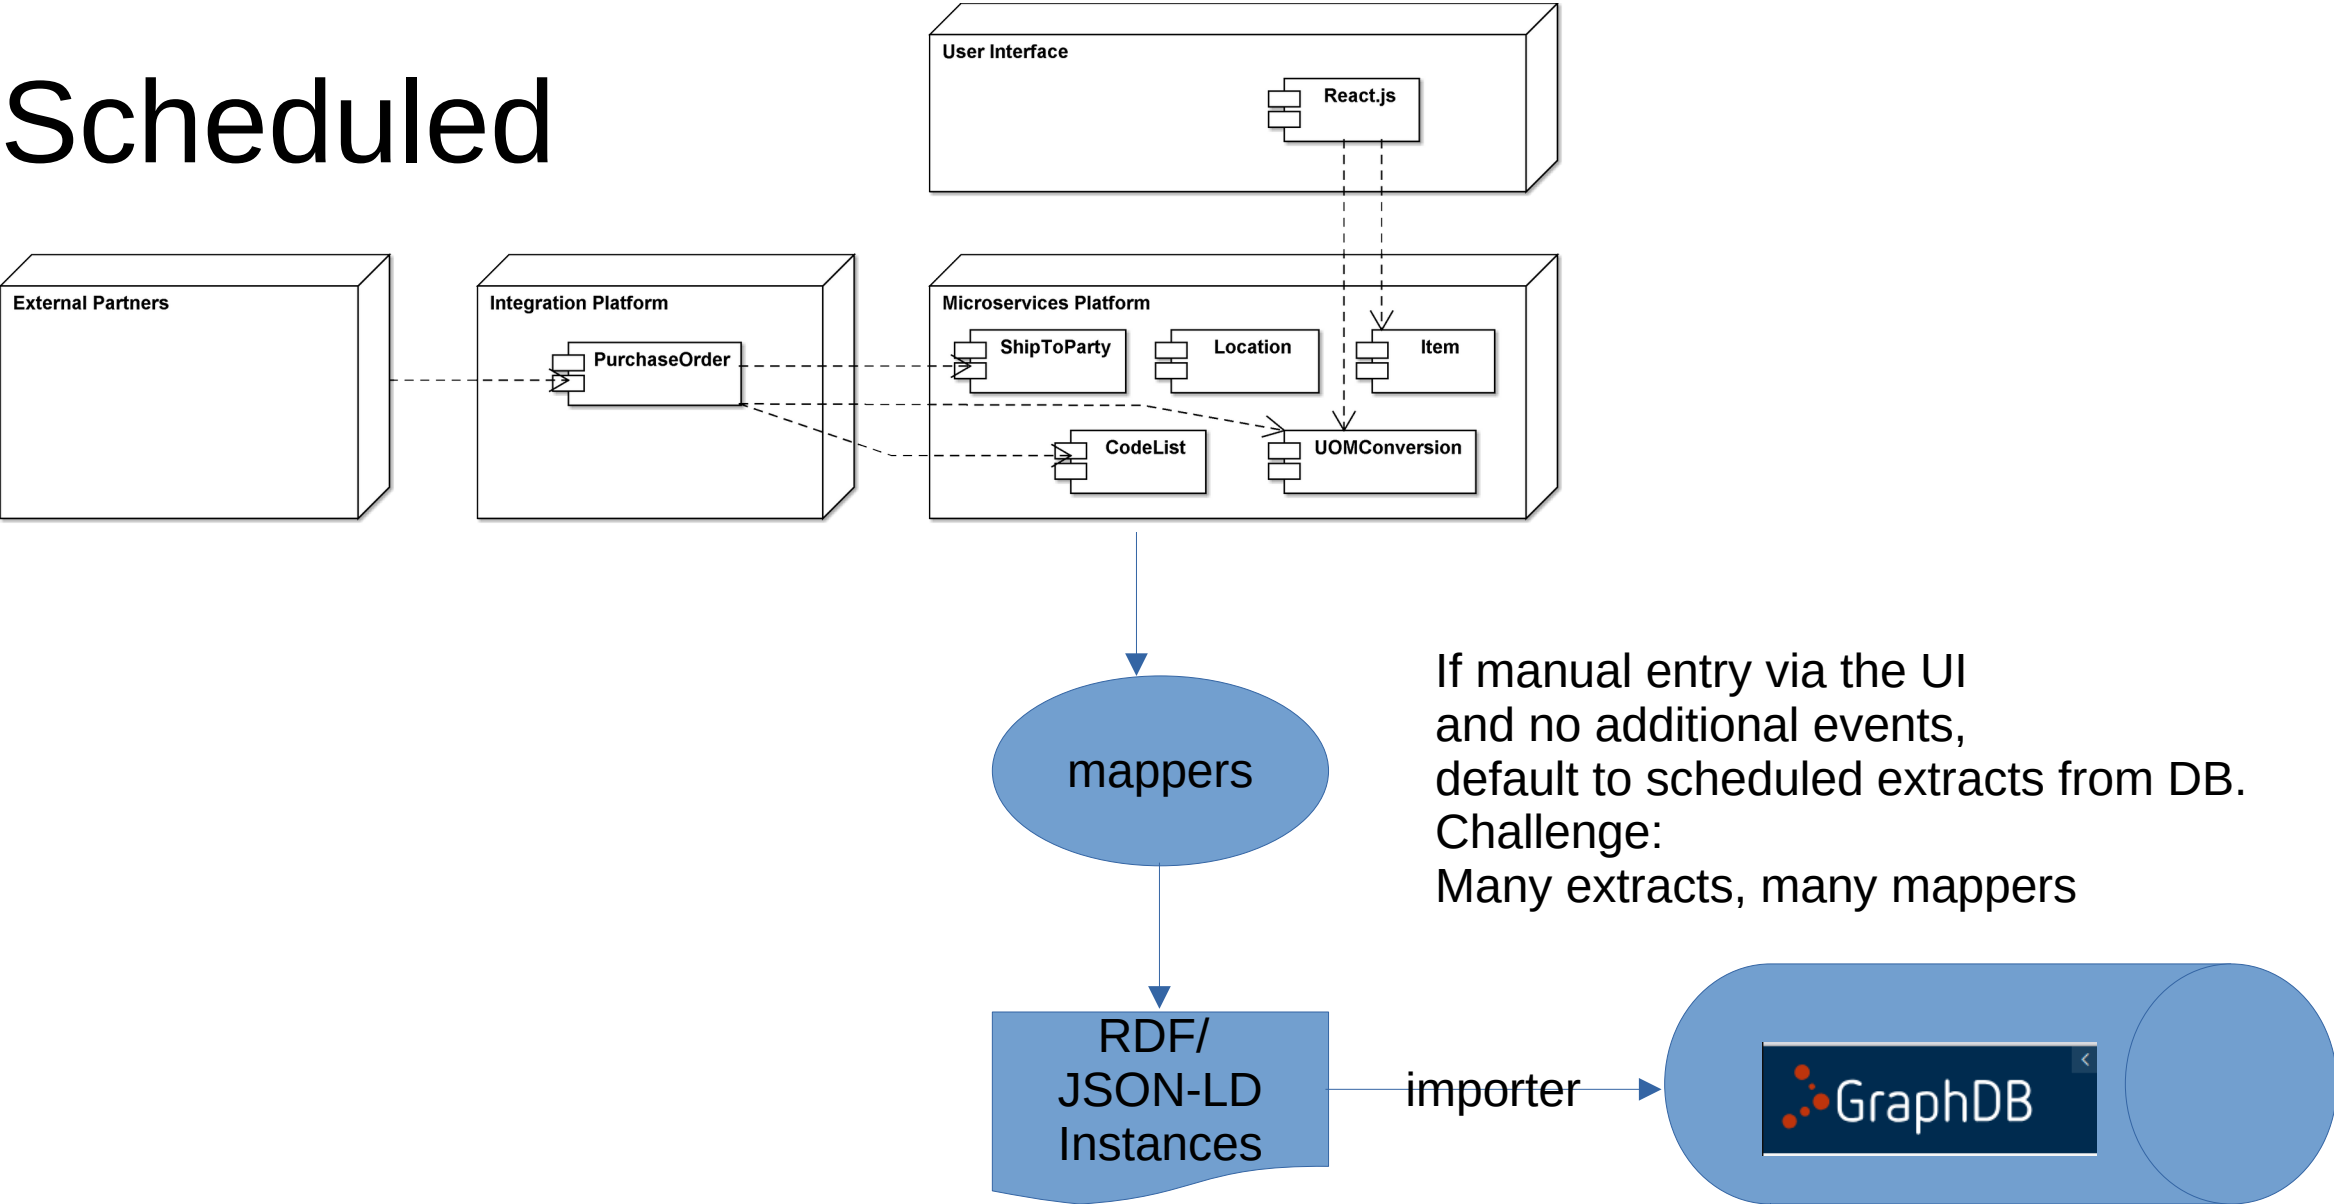 Scheduled
User Interface
React.js
External Partners
Integration Platform
PurchaseOrder
Microservices Platform
ShipToParty
Location
Item
CodeList
UOMConversion
mappers
If manual entry via the UI
and no additional events,
default to scheduled extracts from DB.
Challenge:
Many extracts, many mappers
RDF/
JSON-LD
Instances
importer
GraphDB